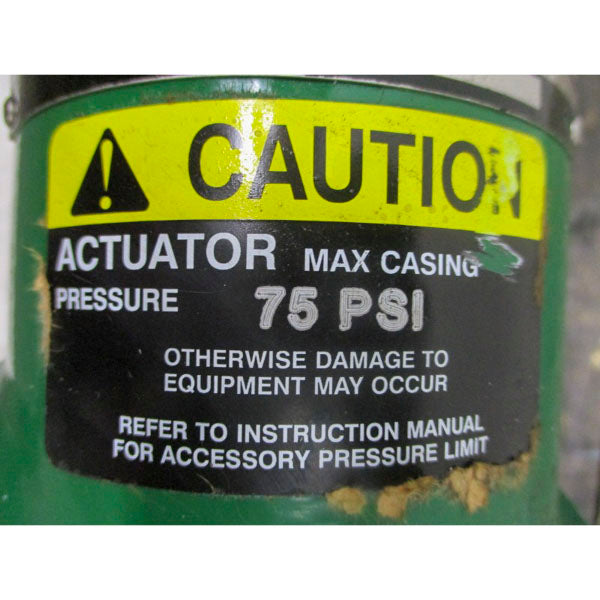 CAUTION
ACTUATOR MAX CASING
PRESSURE 75 PSI
OTHERWISE DAMAGE TO
EQUIPMENT MAY OCCUR
REFER TO INSTRUCTION MANUAL
FOR ACCESSORY PRESSURE LIMIT